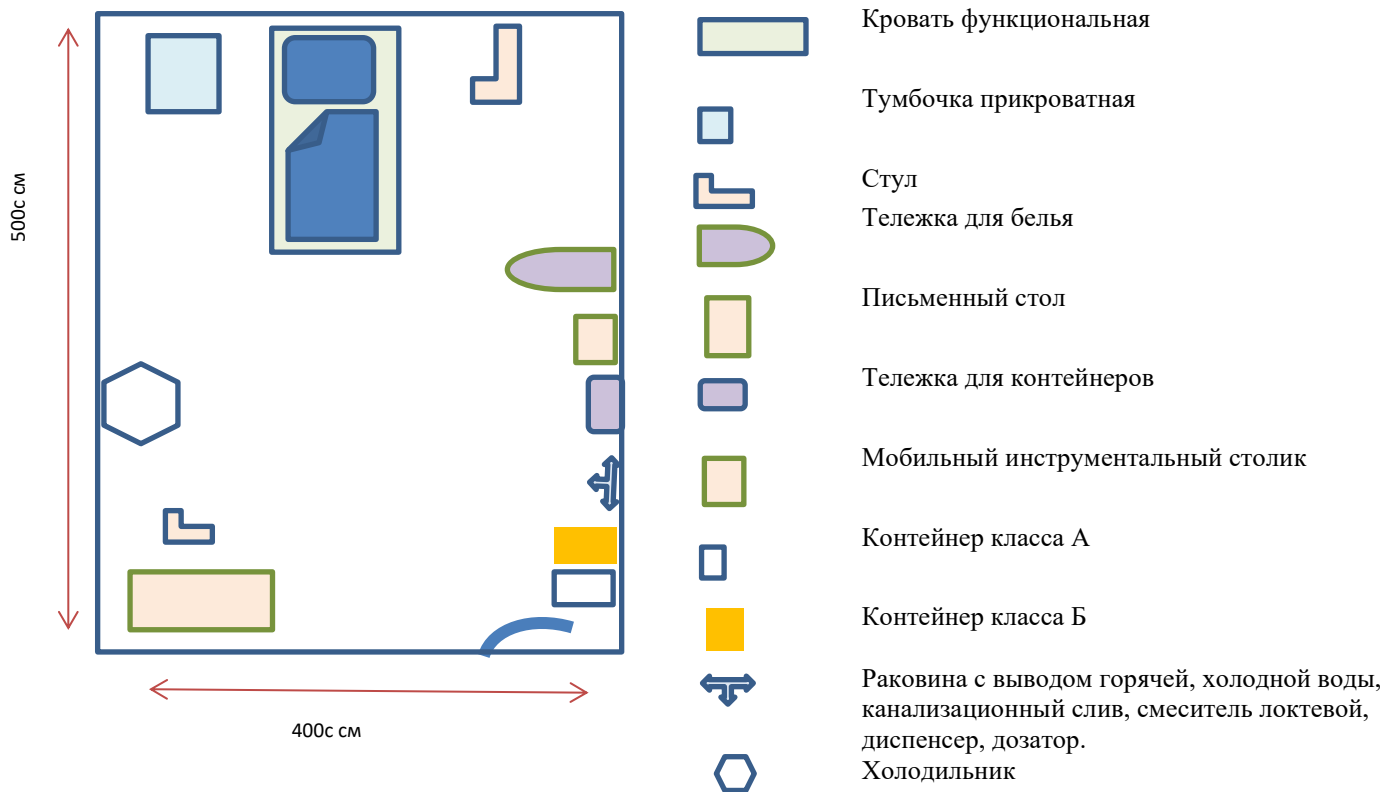 500с см
400с см
Кровать функциональная
Тумбочка прикроватная
Стул
Тележка для белья
Письменный стол
Тележка для контейнеров
Мобильный инструментальный столик
Контейнер класса А
Контейнер класса Б
Раковина с выводом горячей, холодной воды,
канализационный слив, смеситель локтевой,
диспенсер, дозатор.
Холодильник